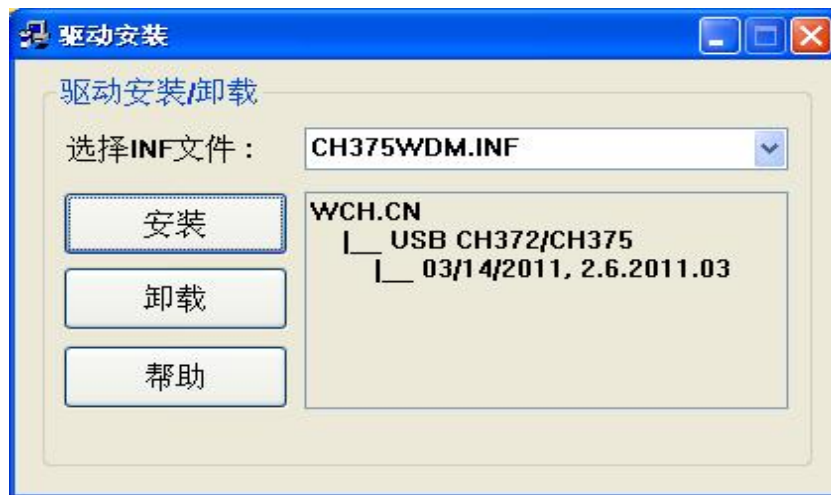 驱动安装
驱动安装/卸载
选择INF文件：
CH375WDM.INF
安装
卸载
帮助
WCH.CN
|__ USB CH372/CH375
|__ 03/14/2011, 2.6.2011.03